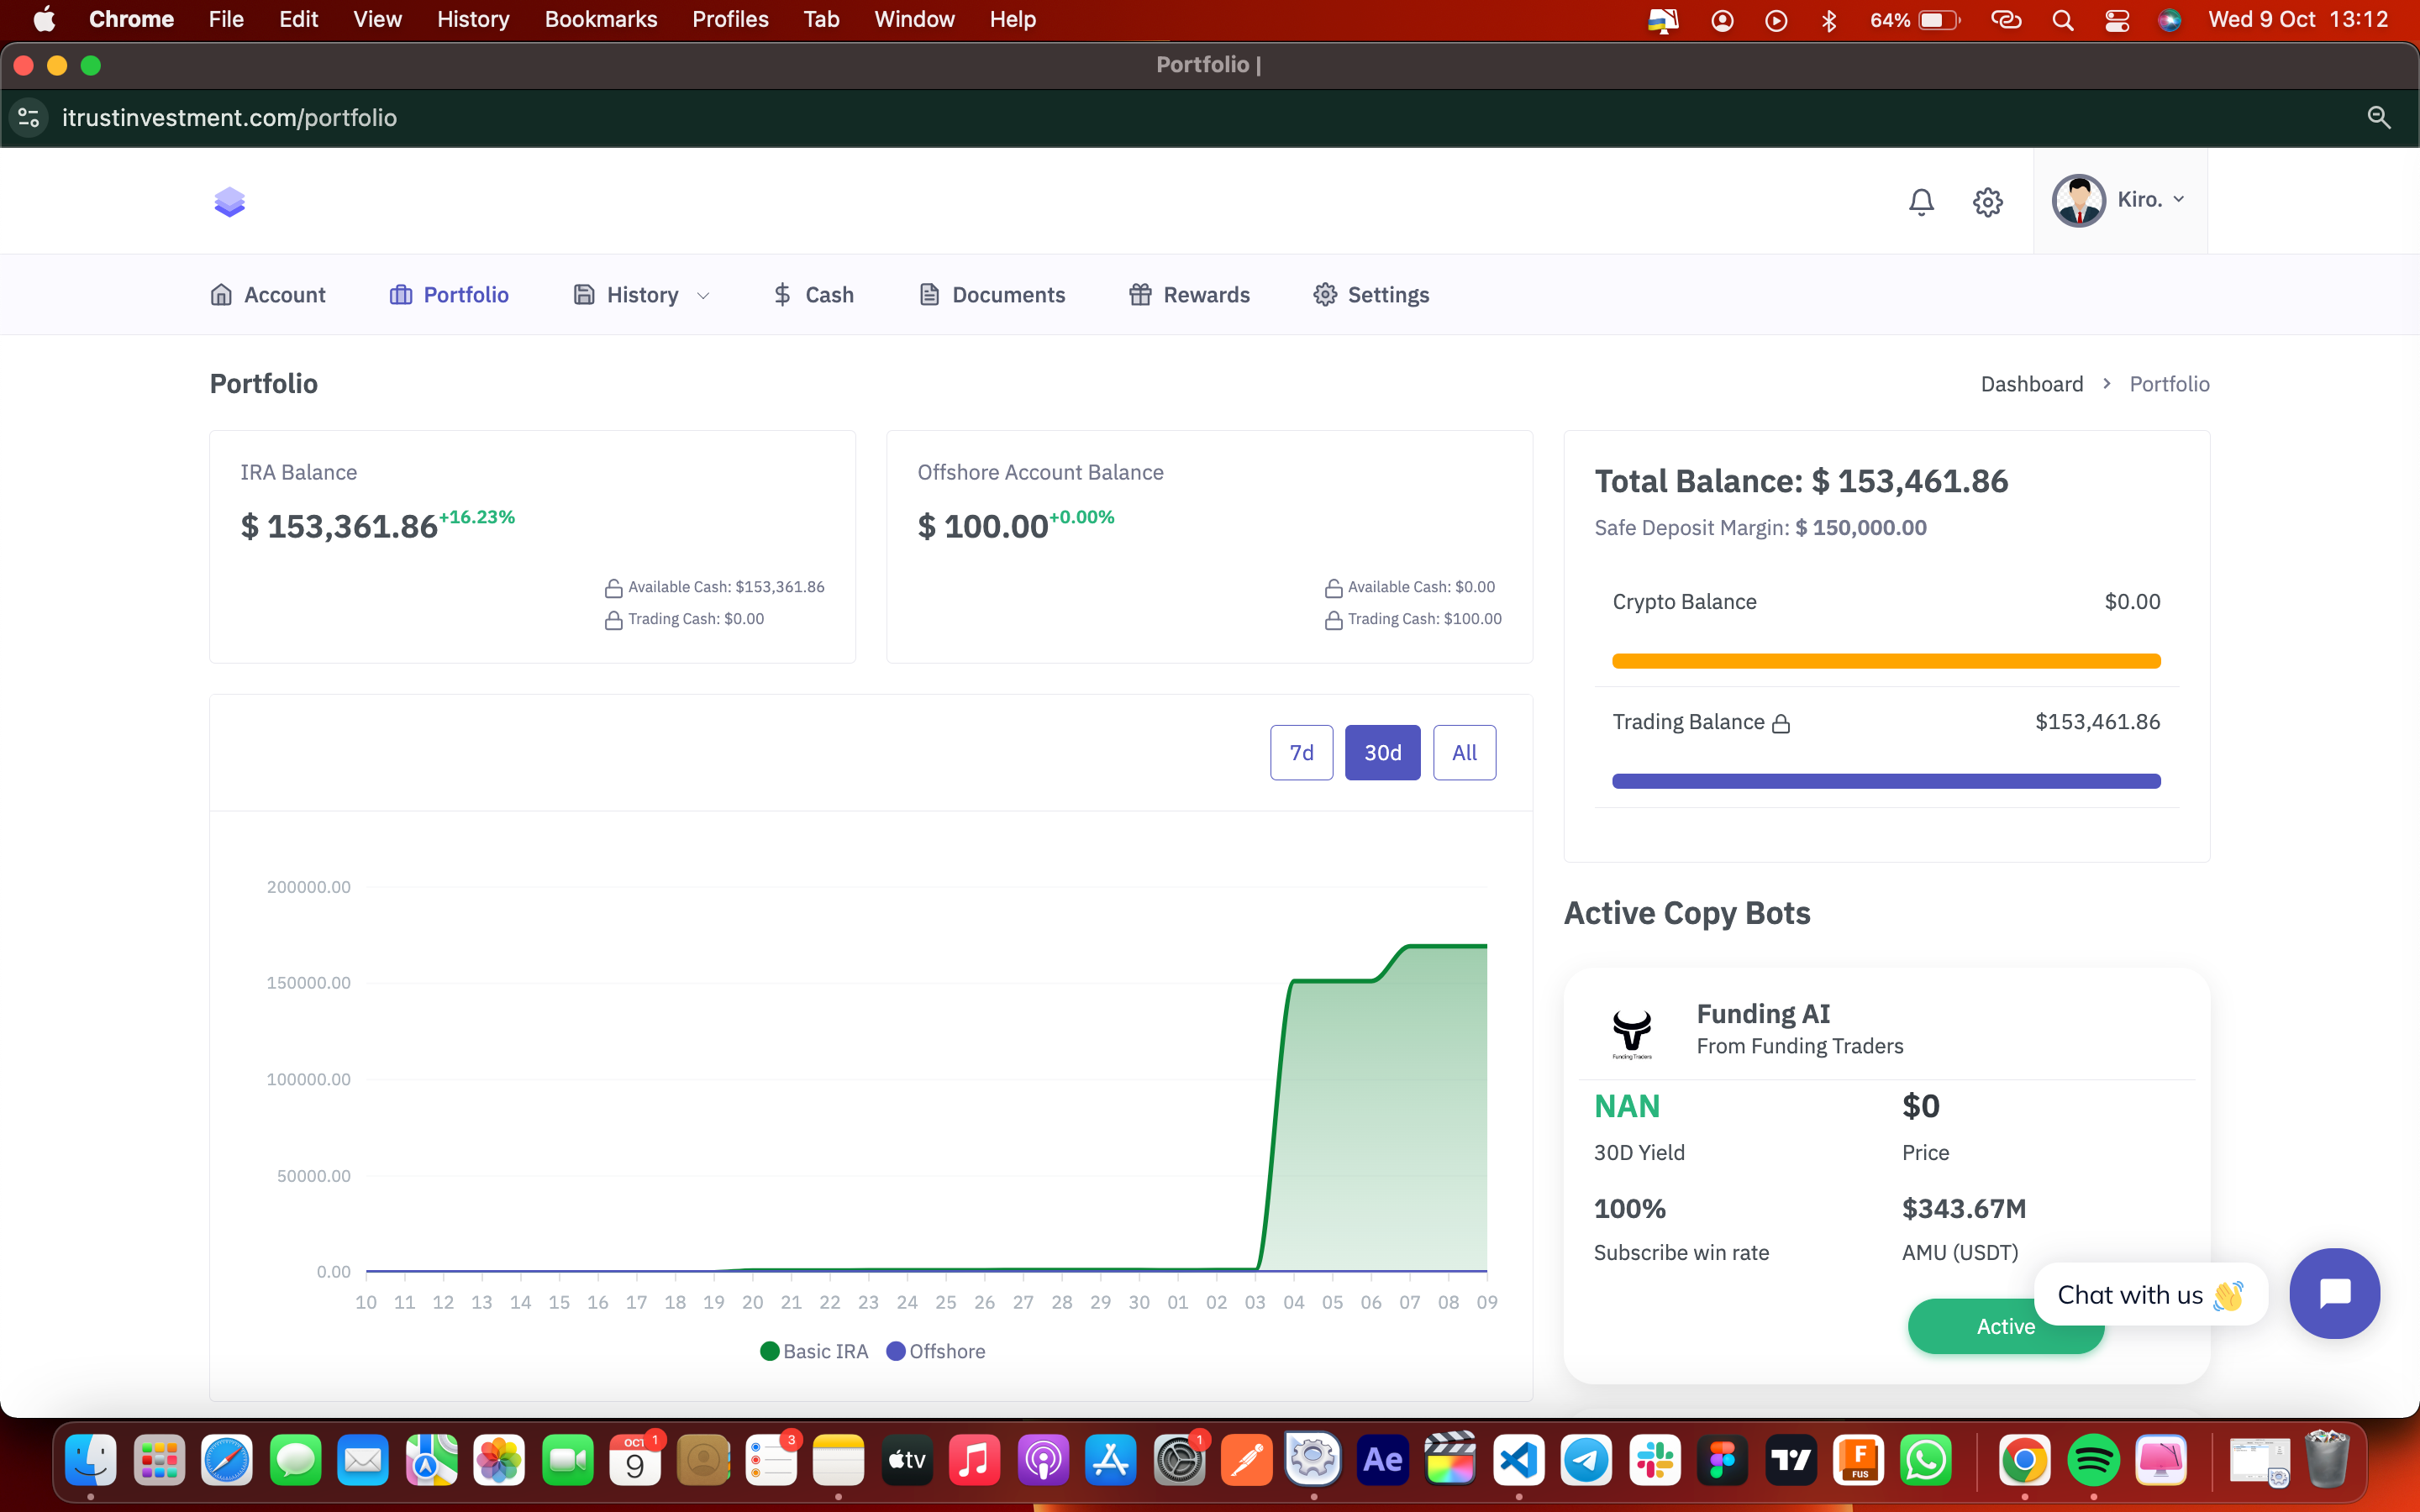 Chrome File Edit View History Bookmarks Profiles Tab Window Help 64% Wed 9 Oct 13:12
Portfolio |
itrustinvestment.com/portfolio
Kiro.
Account Portfolio History Cash Documents Rewards Settings
Portfolio
Dashboard > Portfolio
IRA Balance
$ 153,361.86 +16.23%
Available Cash: $153,361.86
Trading Cash: $0.00
Offshore Account Balance
$ 100.00 +0.00%
Available Cash: $0.00
Trading Cash: $100.00
Total Balance: $ 153,461.86
Safe Deposit Margin: $ 150,000.00
Crypto Balance $0.00
Trading Balance $153,461.86
7d 30d All
200000.00
150000.00
100000.00
50000.00
0.00
10 11 12 13 14 15 16 17 18 19 20 21 22 23 24 25 26 27 28 29 30 01 02 03 04 05 06 07 08 09
Basic IRA Offshore
Active Copy Bots
Funding Traders
Funding AI
From Funding Traders
NAN $0
30D Yield Price
100% $343.67M
Subscribe win rate AMU (USDT)
Active
Chat with us 👋
OCT 1
9
3
tv
1
Ae
F
FUS